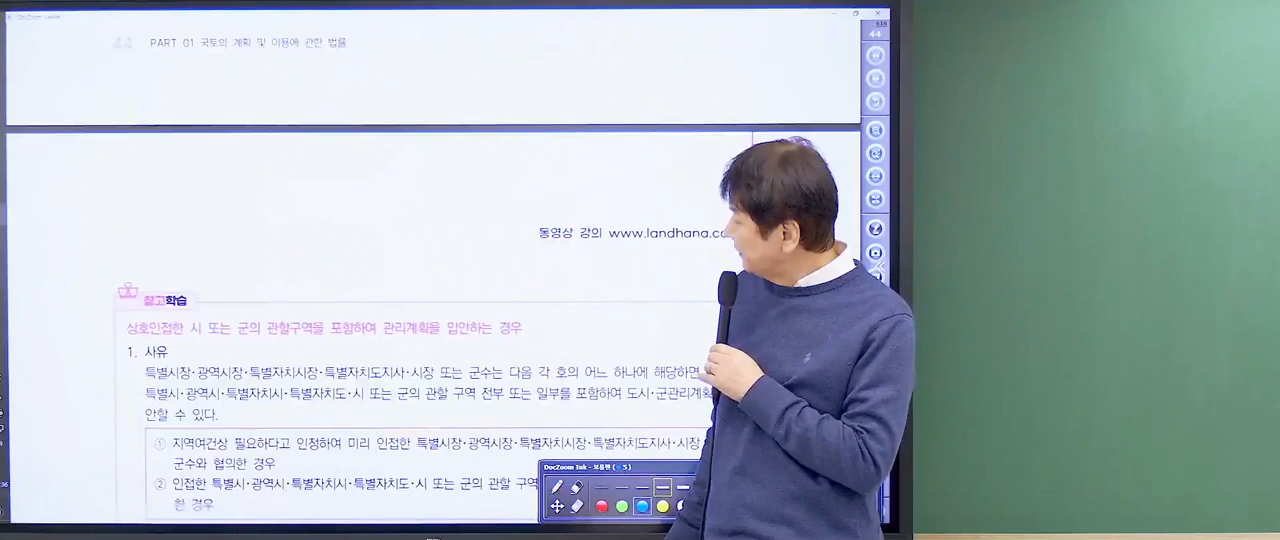 DocZoom
44
PART 01 국토의 계획 및 이용에 관한 법률
동영상 강의 www.landhana.co
참고학습
상호인접한 시 또는 군의 관할구역을 포함하여 관리계획을 입안하는 경우
1. 사유
특별시장·광역시장·특별자치시장·특별자치도지사·시장 또는 군수는 다음 각 호의 어느 하나에 해당하면
특별시·광역시·특별자치시·특별자치도·시 또는 군의 관할 구역 전부 또는 일부를 포함하여 도시·군관리계획
안할 수 있다.
① 지역여건상 필요하다고 인정하여 미리 인접한 특별시장·광역시장·특별자치시장·특별자치도지사·시장
군수와 협의한 경우
② 인접한 특별시·광역시·특별자치시·특별자치도·시 또는 군의 관할 구역
한 경우
DocZoom Ink - 보통펜 ( 5 )